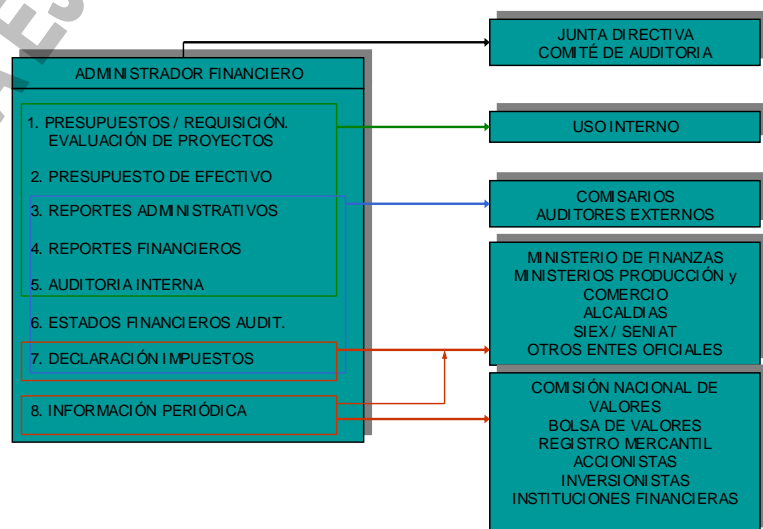 ADMINISTRADOR FINANCIERO
1. PRESUPUESTOS / REQUISICIÓN.
EVALUACIÓN DE PROYECTOS
2. PRESUPUESTO DE EFECTIVO
3. REPORTES ADMINISTRATIVOS
4. REPORTES FINANCIEROS
5. AUDITORIA INTERNA
6. ESTADOS FINANCIEROS AUDIT.
7. DECLARACIÓN IMPUESTOS
8. INFORMACIÓN PERIÓDICA
JUNTA DIRECTIVA
COMITÉ DE AUDITORIA
USO INTERNO
COMISARIOS
AUDITORES EXTERNOS
MINISTERIO DE FINANZAS
MINISTERIOS PRODUCCIÓN y
COMERCIO
ALCALDIAS
SIEX / SENIAT
OTROS ENTES OFICIALES
COMISIÓN NACIONAL DE
VALORES
BOLSA DE VALORES
REGISTRO MERCANTIL
ACCIONISTAS
INVERSIONISTAS
INSTITUCIONES FINANCIERAS